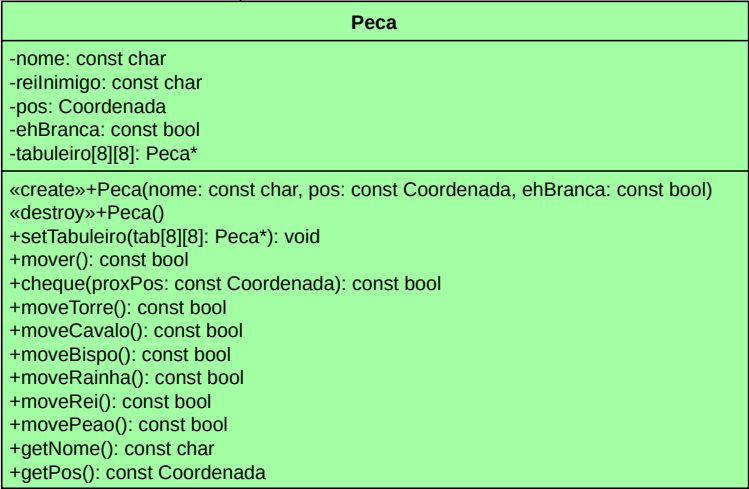 Peca
-nome: const char
-reiInimigo: const char
-pos: Coordenada
-ehBranca: const bool
-tabuleiro[8][8]: Peca*
«create»+Peca(nome: const char, pos: const Coordenada, ehBranca: const bool)
«destroy»+Peca()
+setTabuleiro(tab[8][8]: Peca*): void
+mover(): const bool
+cheque(proxPos: const Coordenada): const bool
+moveTorre(): const bool
+moveCavalo(): const bool
+moveBispo(): const bool
+moveRainha(): const bool
+moveRei(): const bool
+movePeao(): const bool
+getNome(): const char
+getPos(): const Coordenada